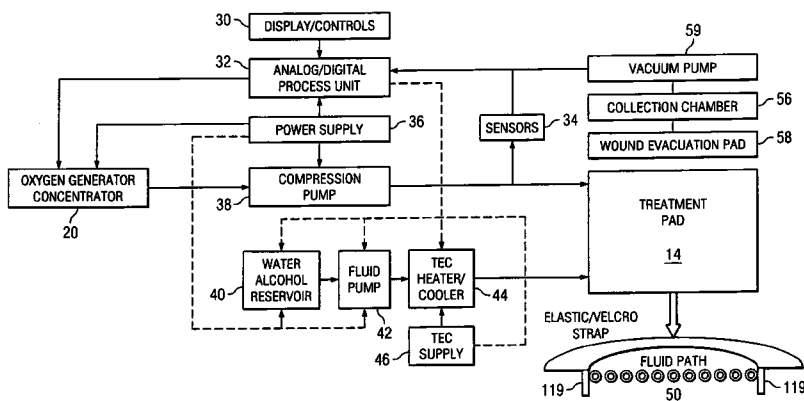 30
DISPLAY/CONTROLS
32
ANALOG/DIGITAL
PROCESS UNIT
POWER SUPPLY
36
OXYGEN GENERATOR
CONCENTRATOR
20
COMPRESSION
PUMP
38
SENSORS
34
59
VACUUM PUMP
COLLECTION CHAMBER
56
WOUND EVACUATION PAD
58
TREATMENT
PAD
14
WATER
ALCOHOL
RESERVOIR
40
FLUID
PUMP
42
TEC
HEATER/
COOLER
44
TEC
SUPPLY
46
ELASTIC/VELCRO
STRAP
FLUID PATH
119
50
119